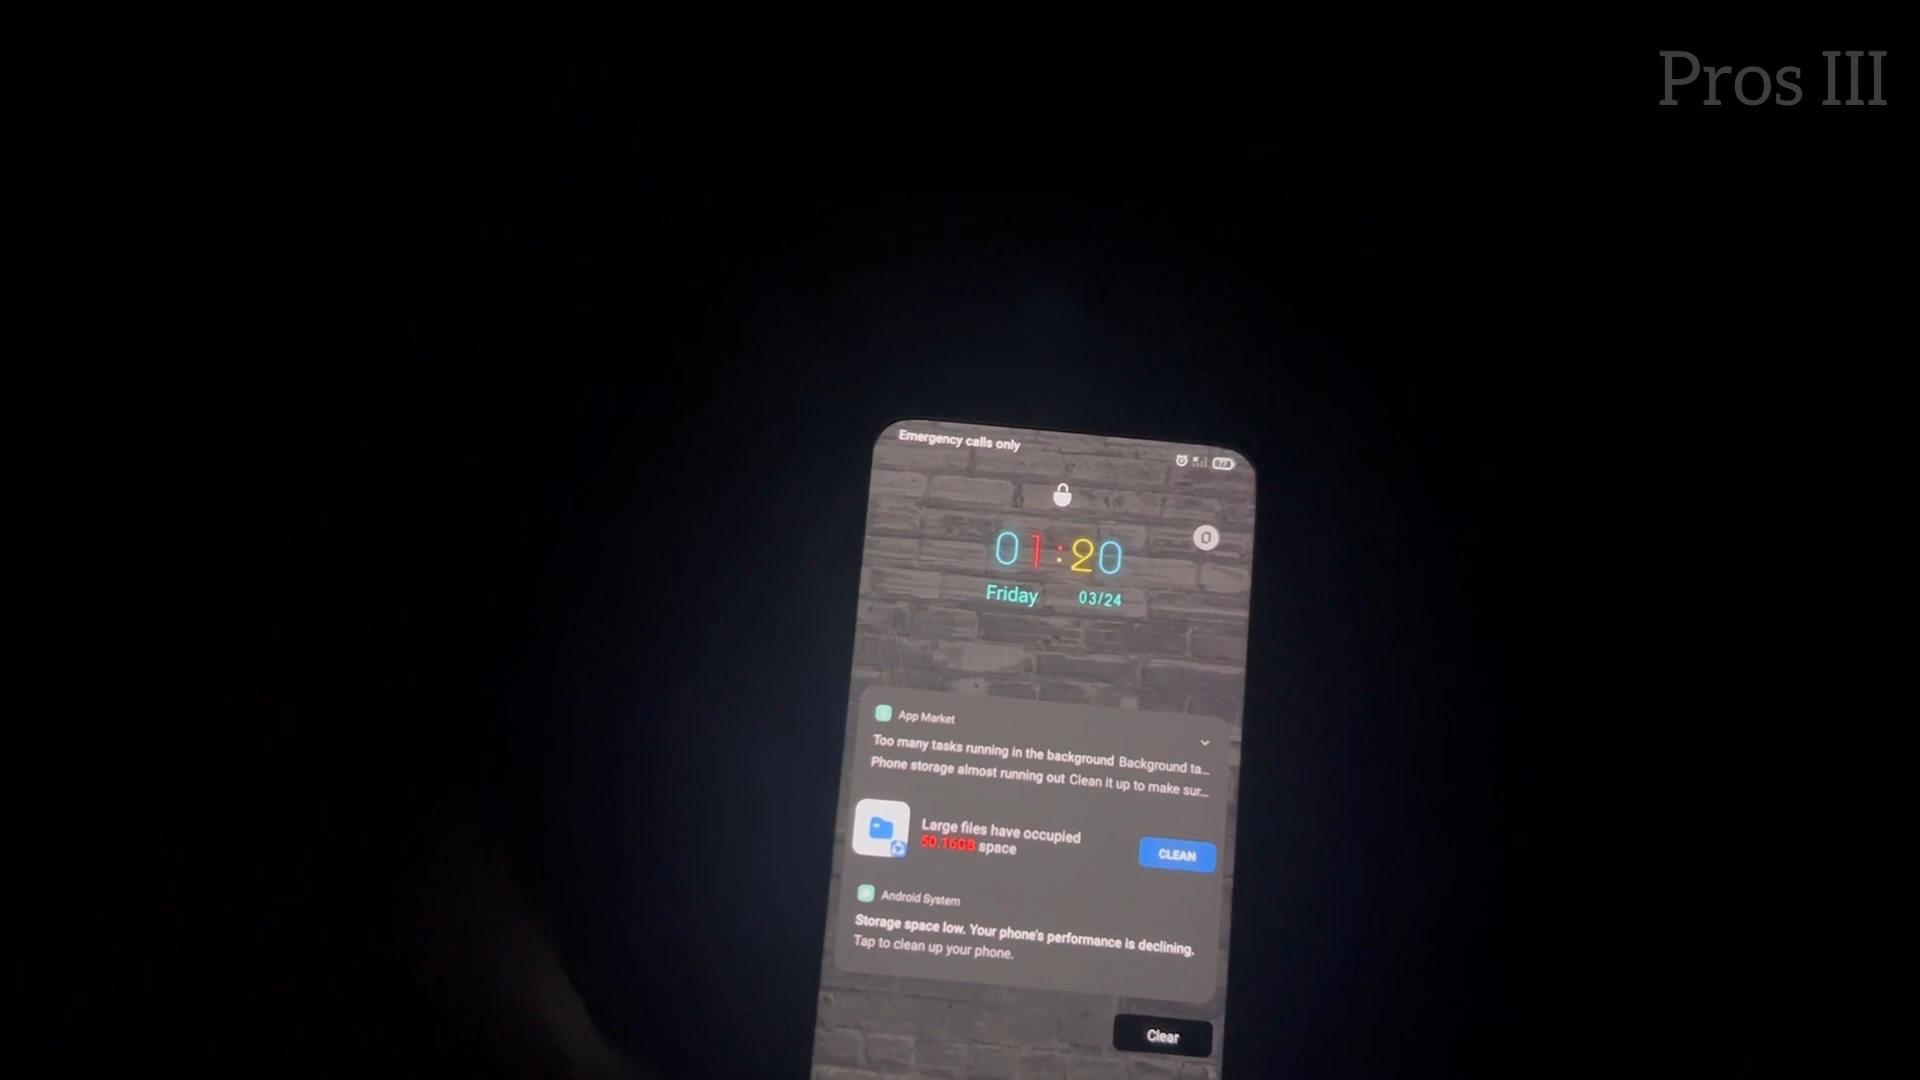 Pros III
Emergency calls only
77
01:20
Friday 03/24
App Market
Too many tasks running in the background Background ta...
Phone storage almost running out Clean it up to make sur...
Large files have occupied
50.16GB space
CLEAN
Android System
Storage space low. Your phone's performance is declining.
Tap to clean up your phone.
Clear